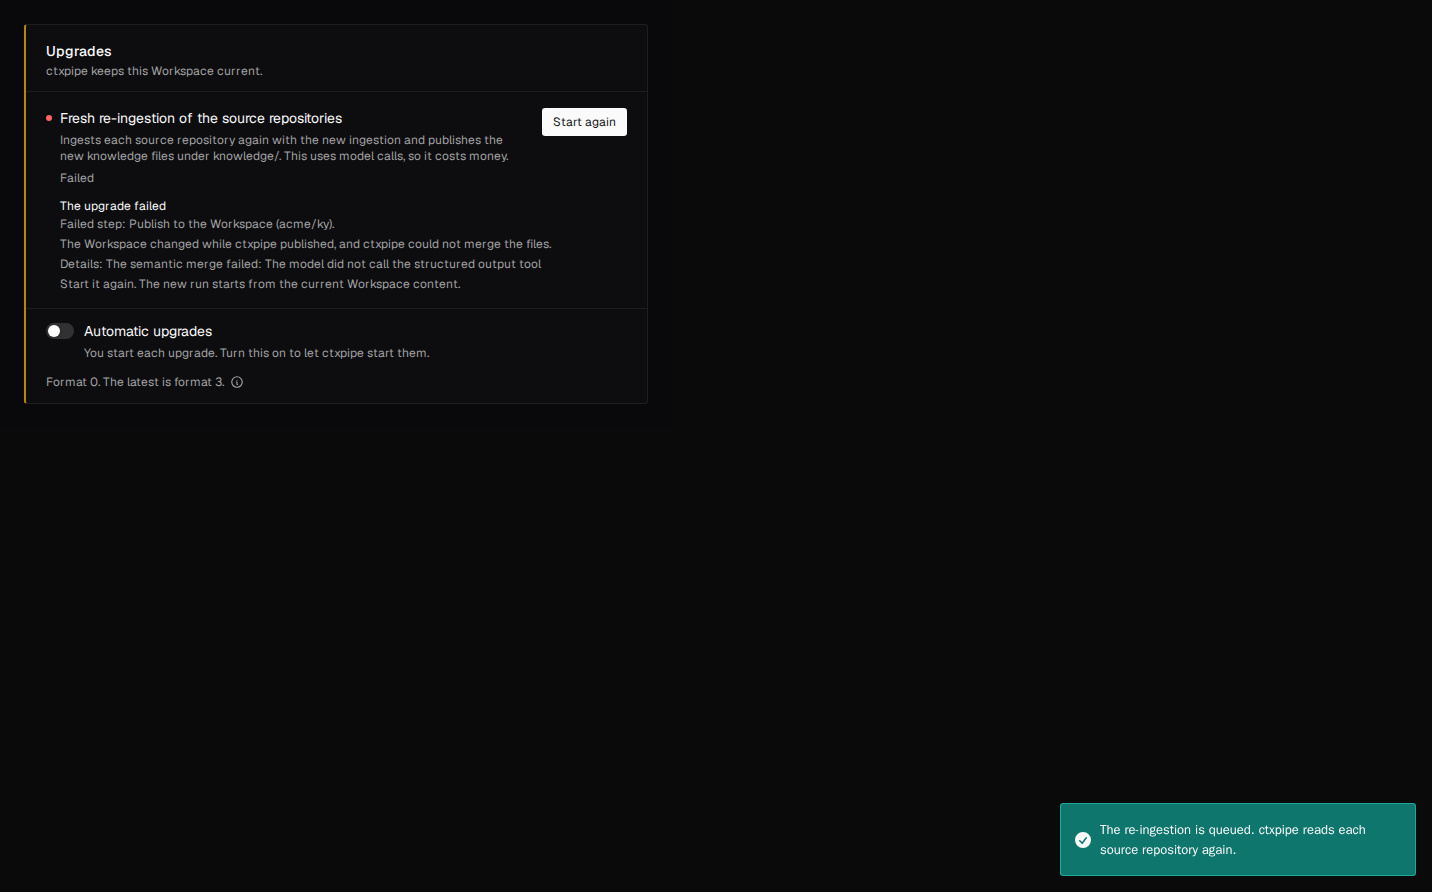 Upgrades
ctxpipe keeps this Workspace current.
Fresh re-ingestion of the source repositories
Start again
Ingests each source repository again with the new ingestion and publishes the
new knowledge files under knowledge/. This uses model calls, so it costs money.
Failed
The upgrade failed
Failed step: Publish to the Workspace (acme/ky).
The Workspace changed while ctxpipe published, and ctxpipe could not merge the files.
Details: The semantic merge failed: The model did not call the structured output tool
Start it again. The new run starts from the current Workspace content.
Automatic upgrades
You start each upgrade. Turn this on to let ctxpipe start them.
Format 0. The latest is format 3.
The re-ingestion is queued. ctxpipe reads each
source repository again.